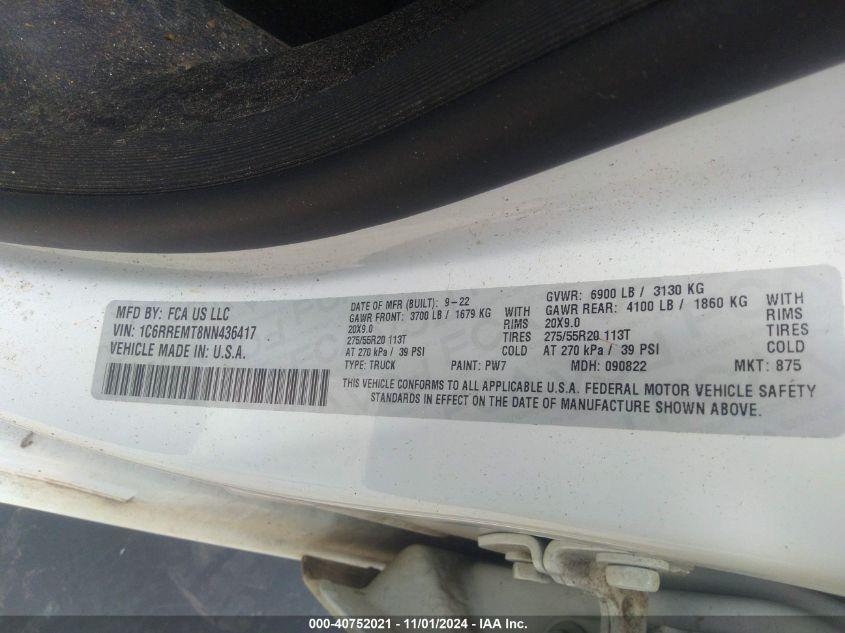 MFD BY: FCA US LLC
VIN: 1C6RREMT8NN436417
VEHICLE MADE IN: U.S.A.
DATE OF MFR (BUILT): 9-22
GAWR FRONT: 3700 LB / 1679 KG WITH
20X9.0 RIMS
275/55R20 113T TIRES
AT 270 kPa / 39 PSI COLD
TYPE: TRUCK PAINT: PW7
GVWR: 6900 LB / 3130 KG
GAWR REAR: 4100 LB / 1860 KG WITH
20X9.0 RIMS
275/55R20 113T TIRES
AT 270 kPa / 39 PSI COLD
MDH: 090822 MKT: 875
THIS VEHICLE CONFORMS TO ALL APPLICABLE U.S.A. FEDERAL MOTOR VEHICLE SAFETY
STANDARDS IN EFFECT ON THE DATE OF MANUFACTURE SHOWN ABOVE.
000-40752021 - 11/01/2024 - IAA Inc.